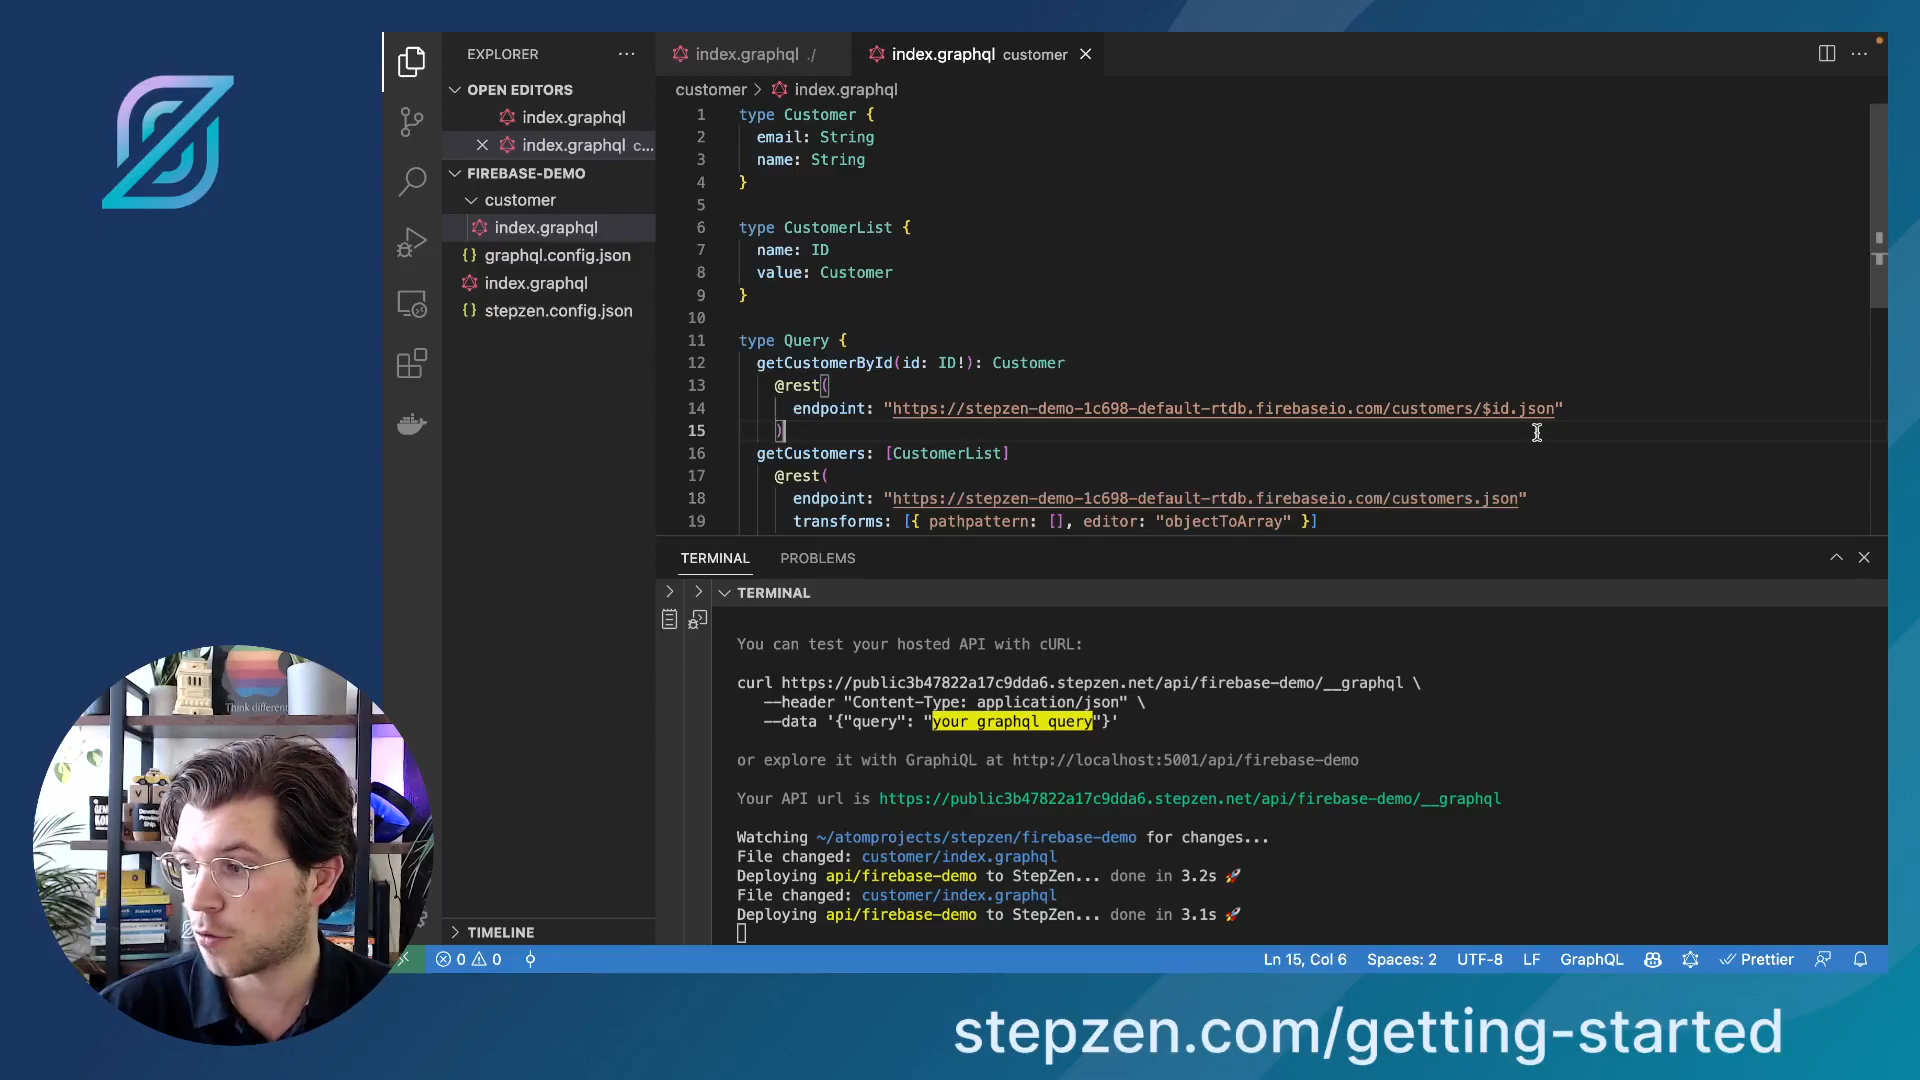 EXPLORER
OPEN EDITORS
index.graphql
index.graphql c...
FIREBASE-DEMO
customer
index.graphql
graphql.config.json
index.graphql
stepzen.config.json
TIMELINE
index.graphql ./
index.graphql customer
customer > index.graphql
1 type Customer {
2 email: String
3 name: String
4 }
5
6 type CustomerList {
7 name: ID
8 value: Customer
9 }
10
11 type Query {
12 getCustomerById(id: ID!): Customer
13 @rest(
14 endpoint: "https://stepzen-demo-1c698-default-rtdb.firebaseio.com/customers/$id.json"
15 )
16 getCustomers: [CustomerList]
17 @rest(
18 endpoint: "https://stepzen-demo-1c698-default-rtdb.firebaseio.com/customers.json"
19 transforms: [{ pathpattern: [], editor: "objectToArray" }]
TERMINAL PROBLEMS
TERMINAL
You can test your hosted API with cURL:
curl https://public3b47822a17c9dda6.stepzen.net/api/firebase-demo/__graphql \
--header "Content-Type: application/json" \
--data '{"query": "your graphql query"}'
or explore it with GraphiQL at http://localhost:5001/api/firebase-demo
Your API url is https://public3b47822a17c9dda6.stepzen.net/api/firebase-demo/__graphql
Watching ~/atomprojects/stepzen/firebase-demo for changes...
File changed: customer/index.graphql
Deploying api/firebase-demo to StepZen... done in 3.2s 🚀
File changed: customer/index.graphql
Deploying api/firebase-demo to StepZen... done in 3.1s 🚀
0 0 Ln 15, Col 6 Spaces: 2 UTF-8 LF GraphQL Prettier
Think different
stepzen.com/getting-started